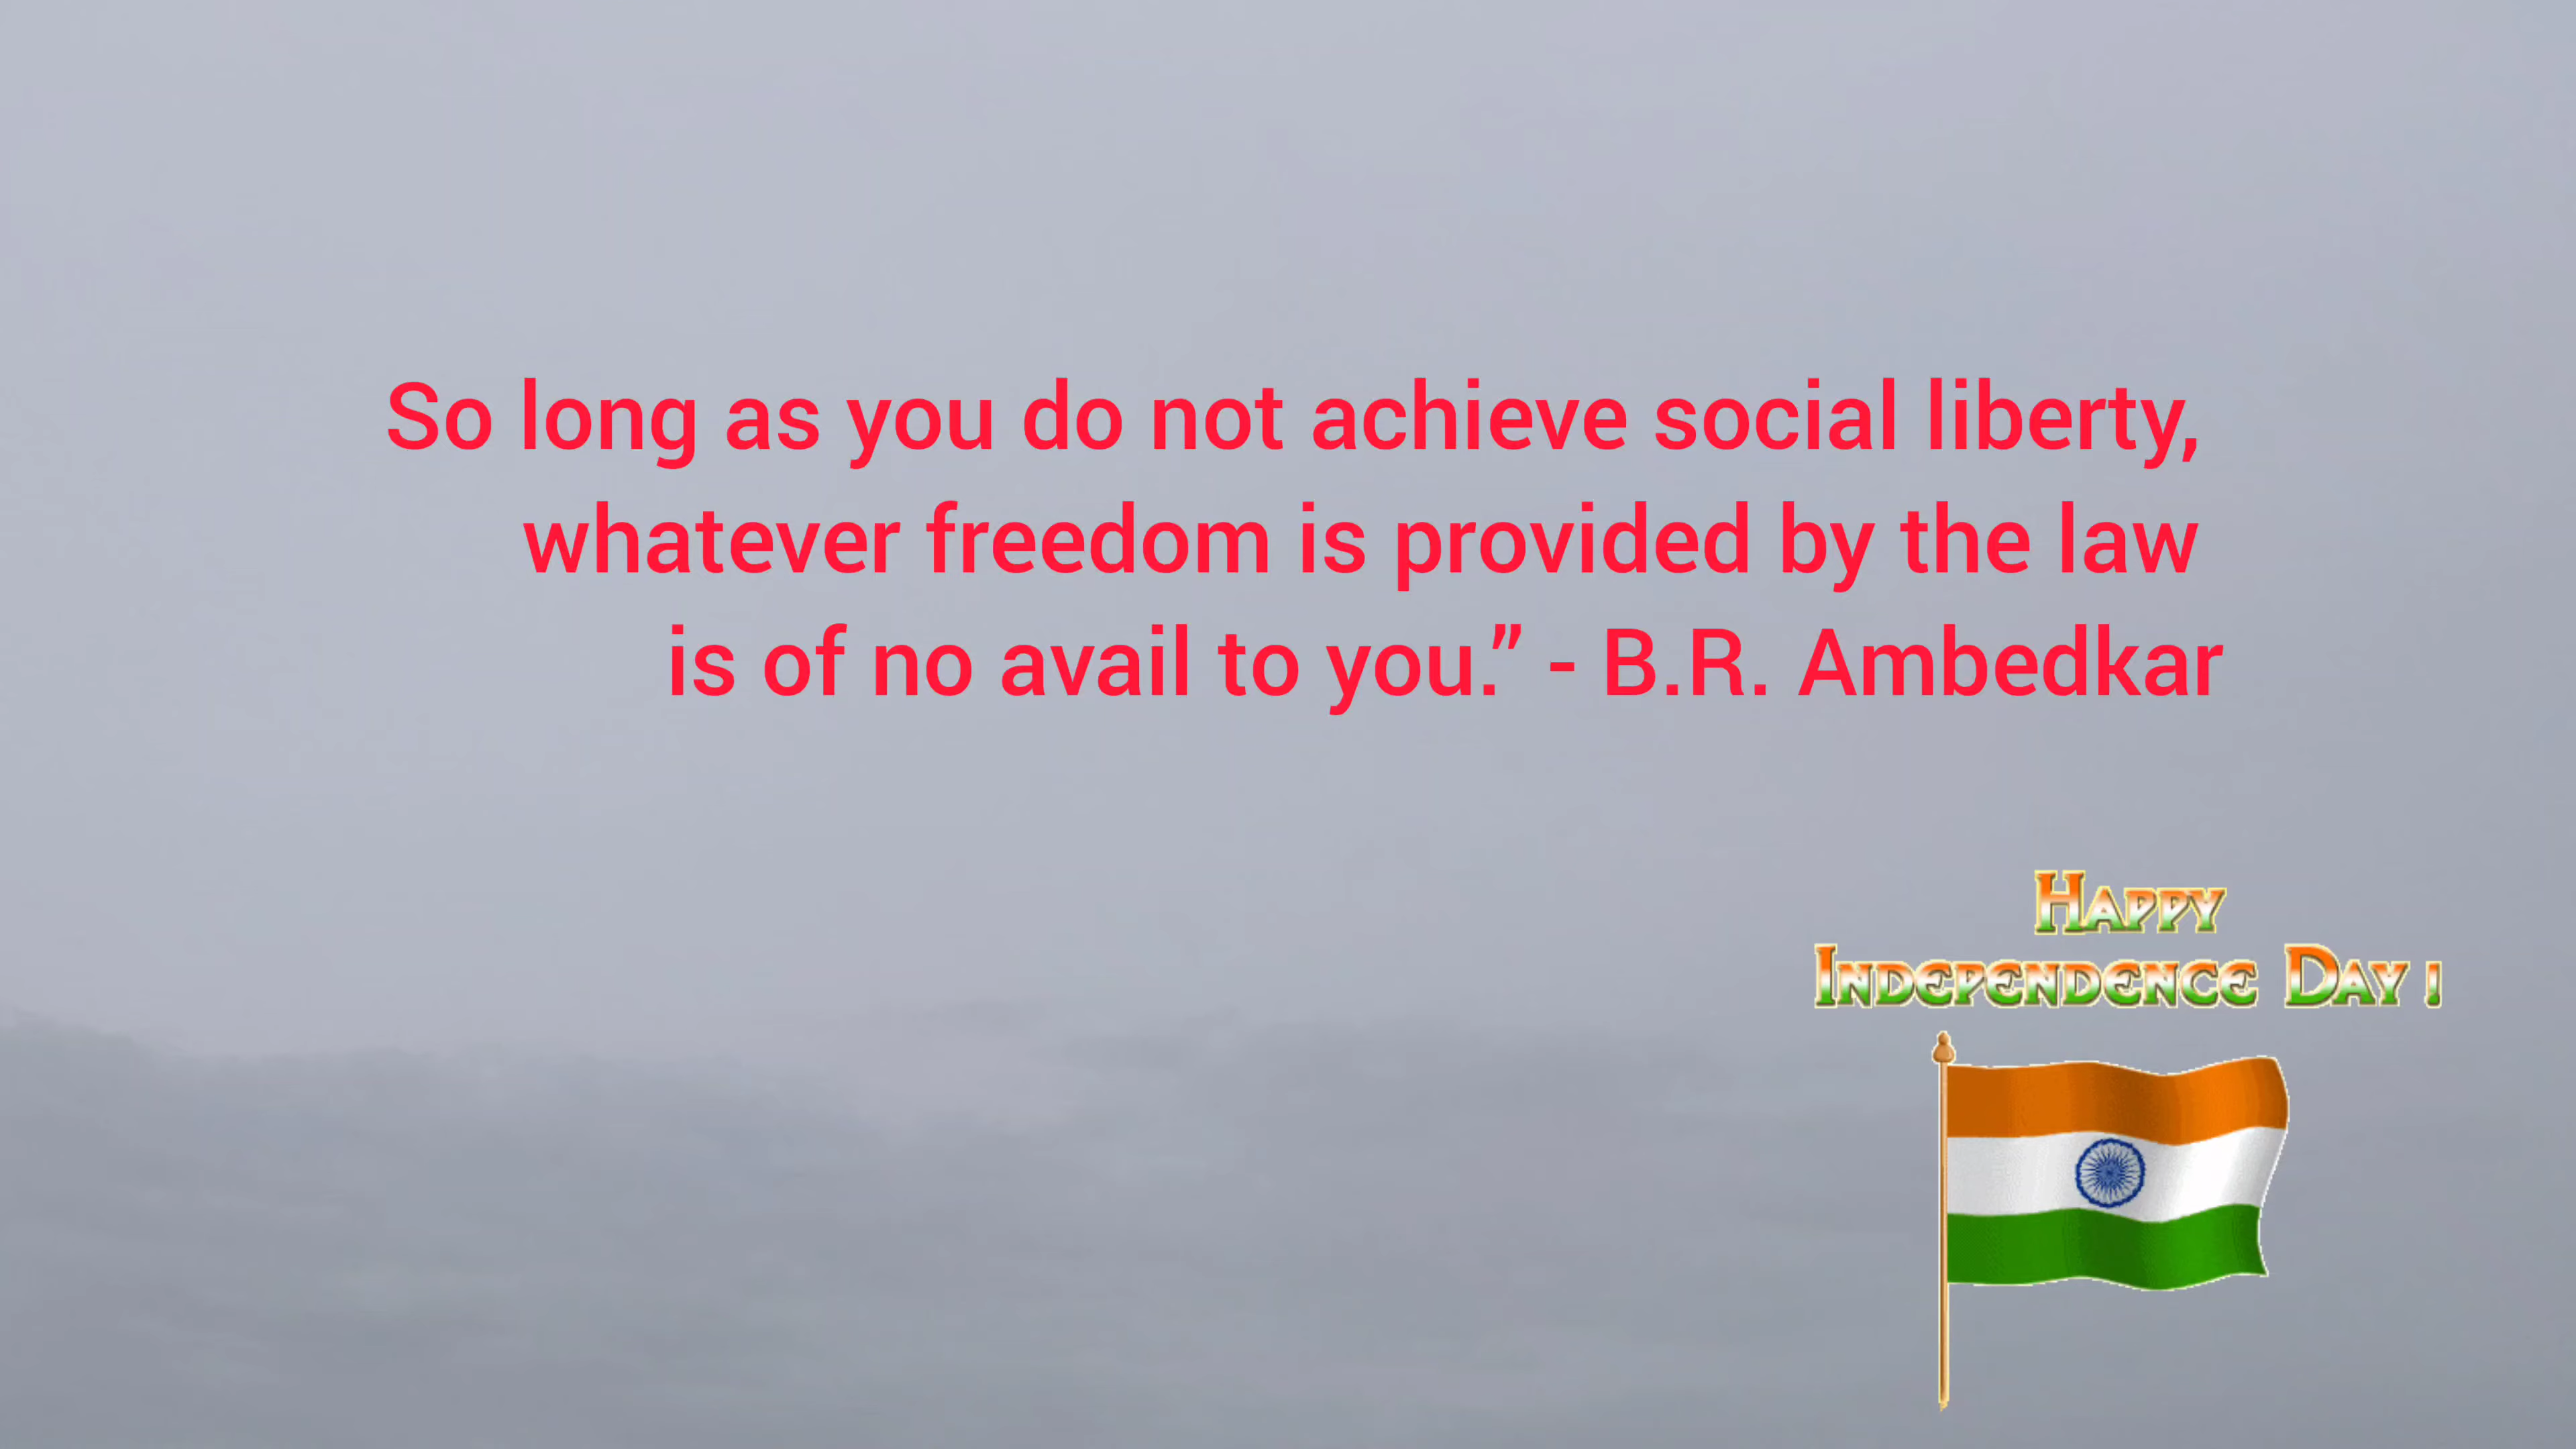 So long as you do not achieve social liberty,
whatever freedom is provided by the law
is of no avail to you.” - B.R. Ambedkar
Happy
Independence Day !